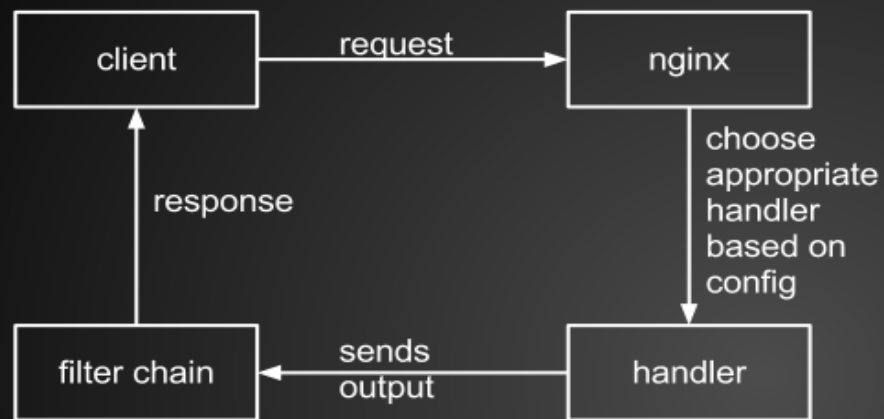 client
request
nginx
choose
appropriate
handler
based on
config
response
filter chain
sends
output
handler